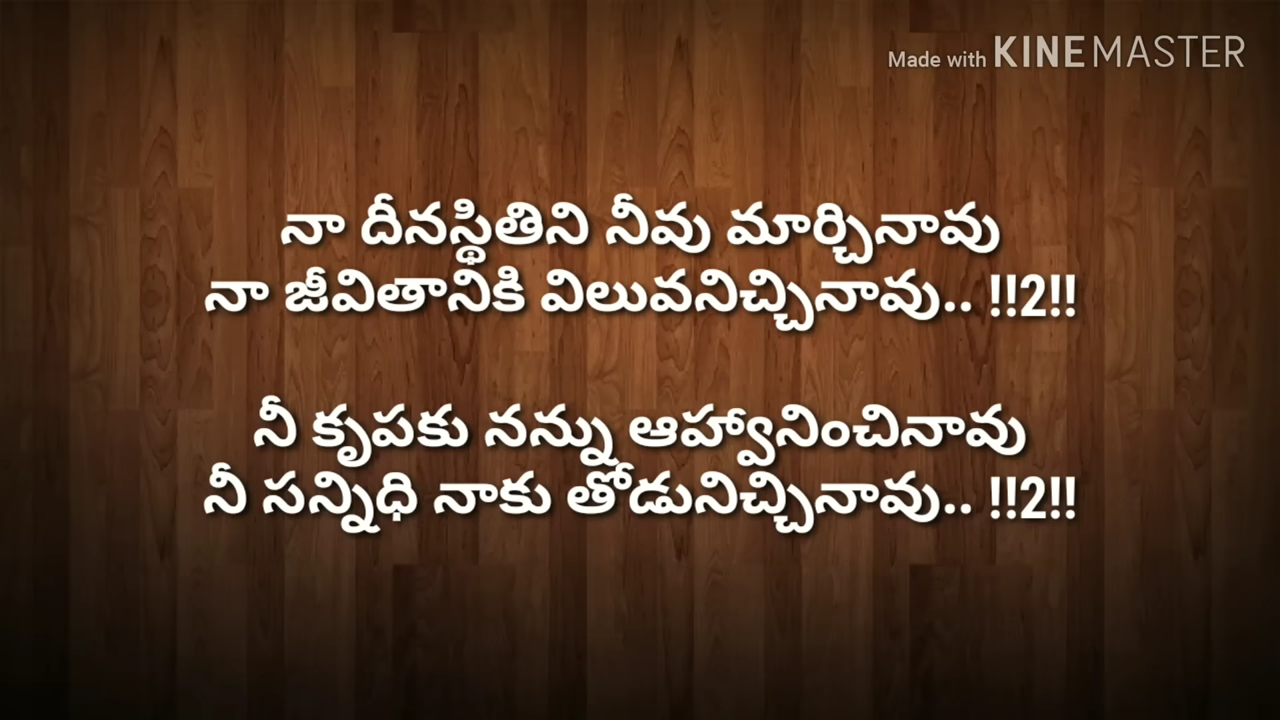 Made with KINEMASTER
నా దీనస్థితిని నీవు మార్చినావు
నా జీవితానికి విలువనిచ్చినావు.. !!2!!
నీ కృపకు నన్ను ఆహ్వానించినావు
నీ సన్నిధి నాకు తోడునిచ్చినావు.. !!2!!